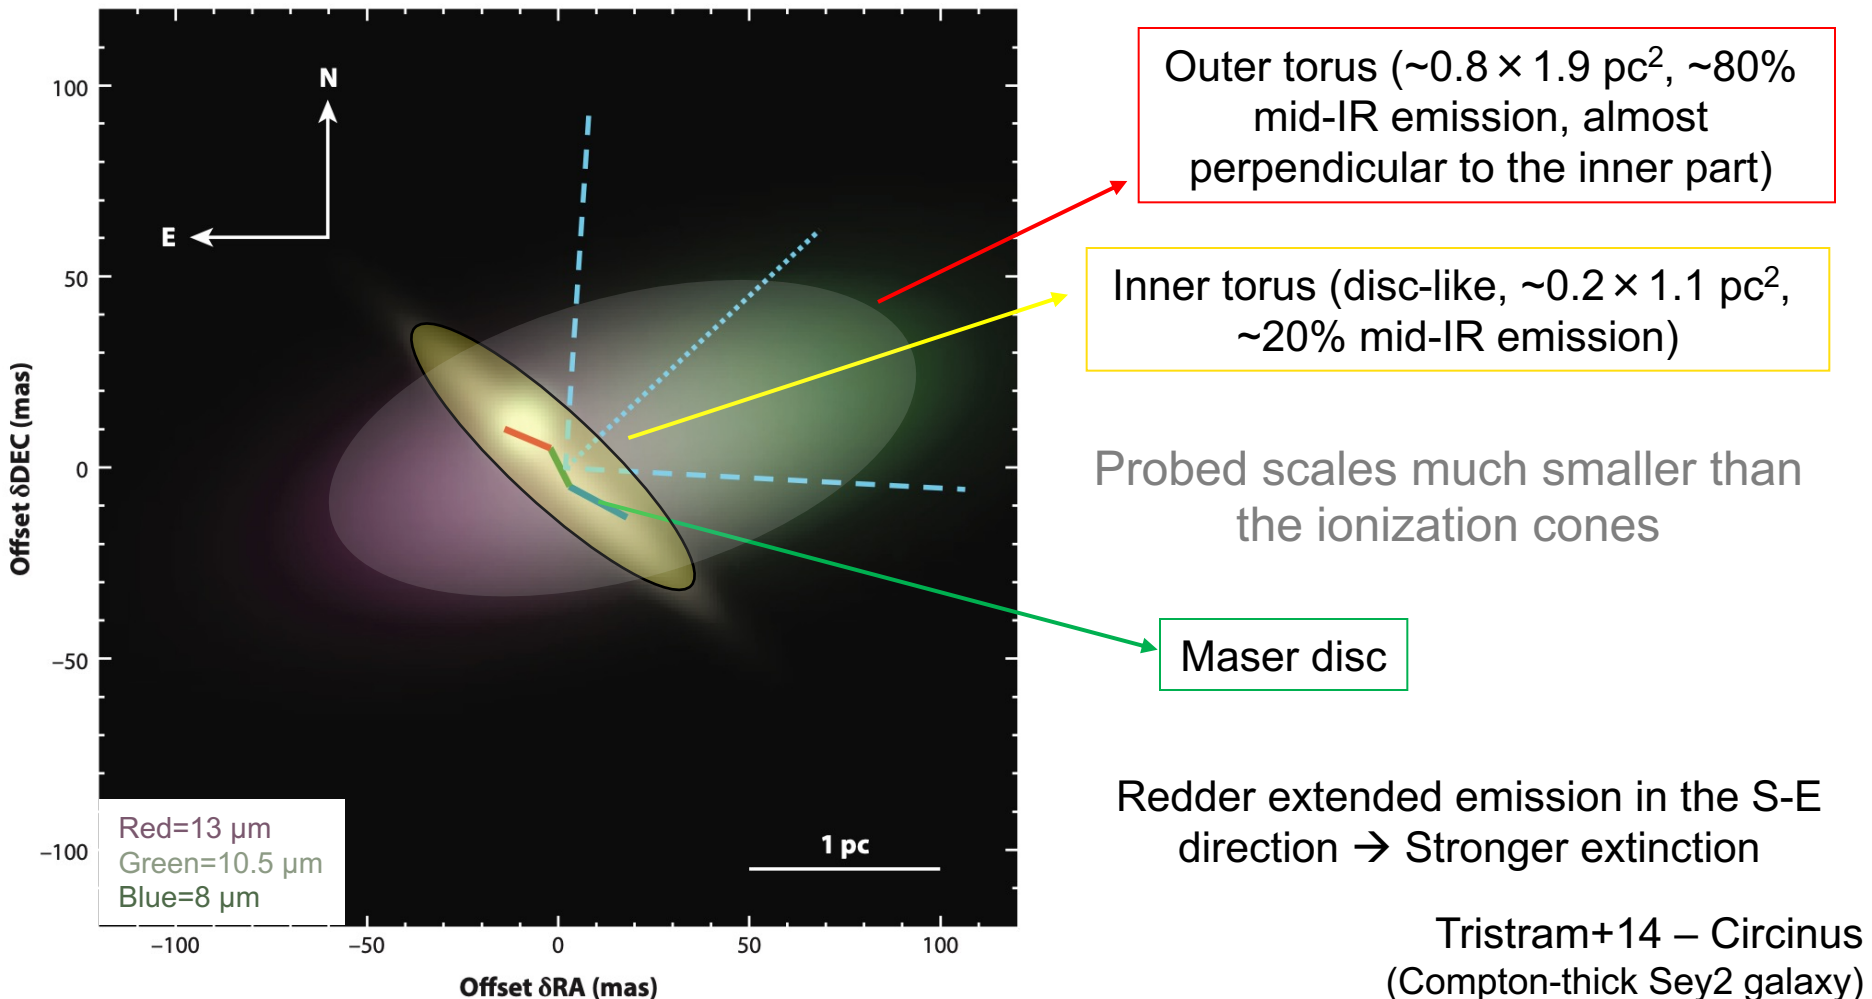 N
E
100
50
0
−50
−100
Offset δDEC (mas)
−100
−50
0
50
100
Offset δRA (mas)
1 pc
Red=13 µm
Green=10.5 µm
Blue=8 µm
Outer torus (~0.8 × 1.9 pc², ~80%
mid-IR emission, almost
perpendicular to the inner part)
Inner torus (disc-like, ~0.2 × 1.1 pc²,
~20% mid-IR emission)
Probed scales much smaller than
the ionization cones
Maser disc
Redder extended emission in the S-E
direction → Stronger extinction
Tristram+14 – Circinus
(Compton-thick Sey2 galaxy)